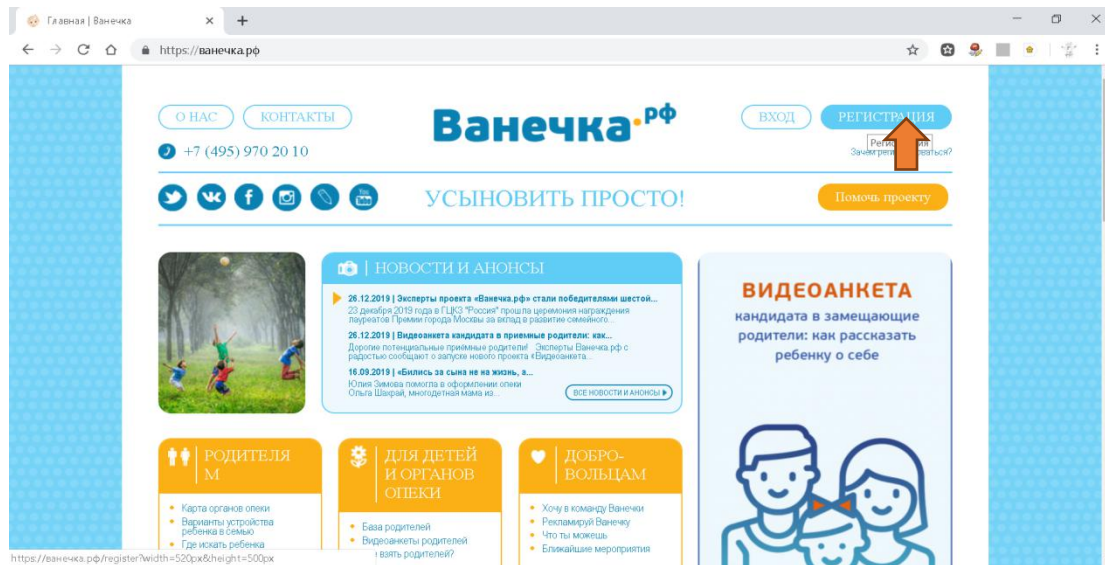 Главная | Ванечка
https://ванечка.рф
О НАС
КОНТАКТЫ
Ванечка.рф
ВХОД
РЕГИСТРАЦИЯ
+7 (495) 970 20 10
УСЫНОВИТЬ ПРОСТО!
Помочь проекту
You
НОВОСТИ И АНОНСЫ
26.12.2019 | Эксперты проекта «Ванечка.рф» стали победителями шестой...
23 декабря 2019 года в ГЦКЗ "Россия" прошла церемония награждения
лауреатов Премии города Москвы за вклад в развитие семейного...
26.12.2019 | Видеоанкета кандидата в приемные родители: как...
Дорогие потенциальные приёмные родители! Эксперты Ванечка.рф с
радостью сообщают о запуске нового проекта «Видеоанкета...
16.09.2019 | «Бились за сына не на жизнь, а...
Юлия Зимова помогла в оформлении опеки
Ольга Шакрай, многодетная мама из...
ВСЕ НОВОСТИ И АНОНСЫ
ВИДЕОАНКЕТА
кандидата в замещающие
родители: как рассказать
ребенку о себе
РОДИТЕЛЯ
М
Карта органов опеки
Варианты устройства
ребенка в семью
Где искать ребенка
ДЛЯ ДЕТЕЙ
И ОРГАНОВ
ОПЕКИ
База родителей
Видеоанкеты родителей
взять родителей?
ДОБРО-
ВОЛЬЦАМ
Хочу в команду Ванечки
Рекламируй Ванечку
Что ты можешь
Ближайшие мероприятия
https://ванечка.рф/register?width=520px&height=500px